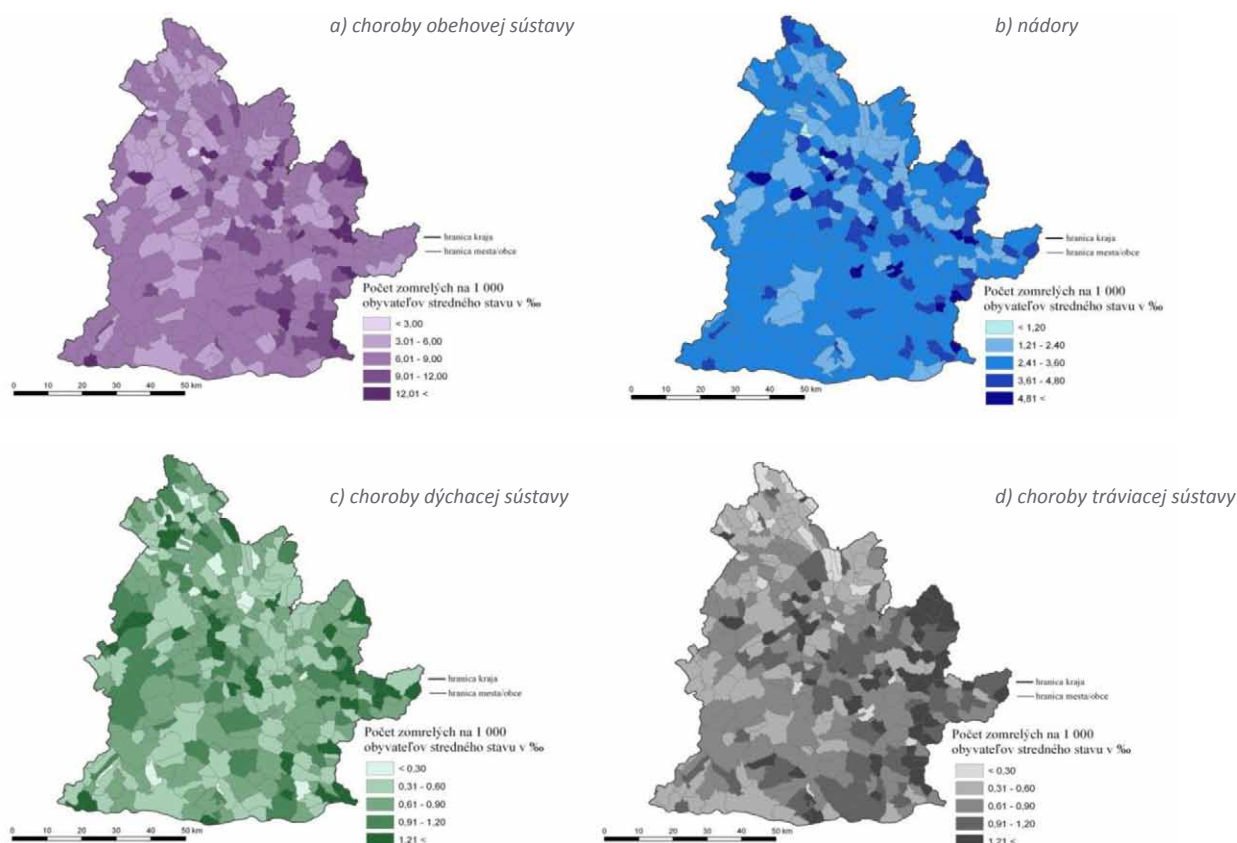 a) choroby obehovej sústavy
hranica kraja
hranica mesta/obce
Počet zomrelých na 1 000
obyvateľov stredného stavu v ‰
< 3,00
3.01 - 6,00
6.01 - 9,00
9,01 - 12,00
12,01 <
0 10 20 30 40 50 km
b) nádory
hranica kraja
hranica mesta/obce
Počet zomrelých na 1 000
obyvateľov stredného stavu v ‰
< 1,20
1,21 - 2.40
2.41 - 3,60
3,61 - 4,80
4,81 <
0 10 20 30 40 50 km
c) choroby dýchacej sústavy
hranica kraja
hranica mesta/obce
Počet zomrelých na 1 000
obyvateľov stredného stavu v ‰
< 0,30
0,31 - 0,60
0,61 - 0,90
0,91 - 1,20
1,21 <
0 10 20 30 40 50 km
d) choroby tráviacej sústavy
hranica kraja
hranica mesta/obce
Počet zomrelých na 1 000
obyvateľov stredného stavu v ‰
< 0,30
0,31 - 0,60
0,61 - 0,90
0,91 - 1,20
1,21 <
0 10 20 30 40 50 km